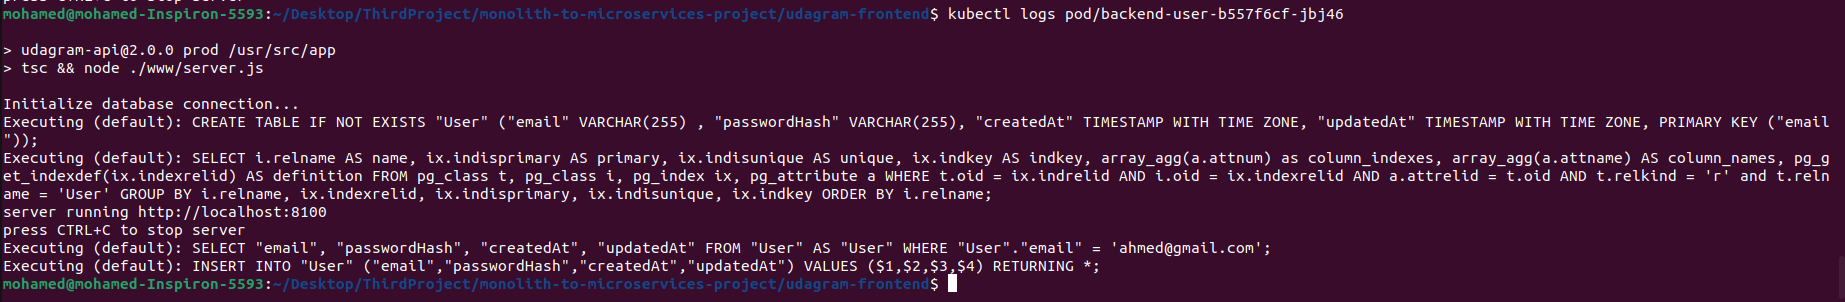 press CTRL+C to stop server
mohamed@mohamed-Inspiron-5593:~/Desktop/ThirdProject/monolith-to-microservices-project/udagram-frontend$ kubectl logs pod/backend-user-b557f6cf-jbj46
> udagram-api@2.0.0 prod /usr/src/app
> tsc && node ./www/server.js
Initialize database connection...
Executing (default): CREATE TABLE IF NOT EXISTS "User" ("email" VARCHAR(255) , "passwordHash" VARCHAR(255), "createdAt" TIMESTAMP WITH TIME ZONE, "updatedAt" TIMESTAMP WITH TIME ZONE, PRIMARY KEY ("email
"));
Executing (default): SELECT i.relname AS name, ix.indisprimary AS primary, ix.indisunique AS unique, ix.indkey AS indkey, array_agg(a.attnum) as column_indexes, array_agg(a.attname) AS column_names, pg_g
et_indexdef(ix.indexrelid) AS definition FROM pg_class t, pg_class i, pg_index ix, pg_attribute a WHERE t.oid = ix.indrelid AND i.oid = ix.indexrelid AND a.attrelid = t.oid AND t.relkind = 'r' and t.reln
ame = 'User' GROUP BY i.relname, ix.indexrelid, ix.indisprimary, ix.indisunique, ix.indkey ORDER BY i.relname;
server running http://localhost:8100
press CTRL+C to stop server
Executing (default): SELECT "email", "passwordHash", "createdAt", "updatedAt" FROM "User" AS "User" WHERE "User"."email" = 'ahmed@gmail.com';
Executing (default): INSERT INTO "User" ("email","passwordHash","createdAt","updatedAt") VALUES ($1,$2,$3,$4) RETURNING *;
mohamed@mohamed-Inspiron-5593:~/Desktop/ThirdProject/monolith-to-microservices-project/udagram-frontend$